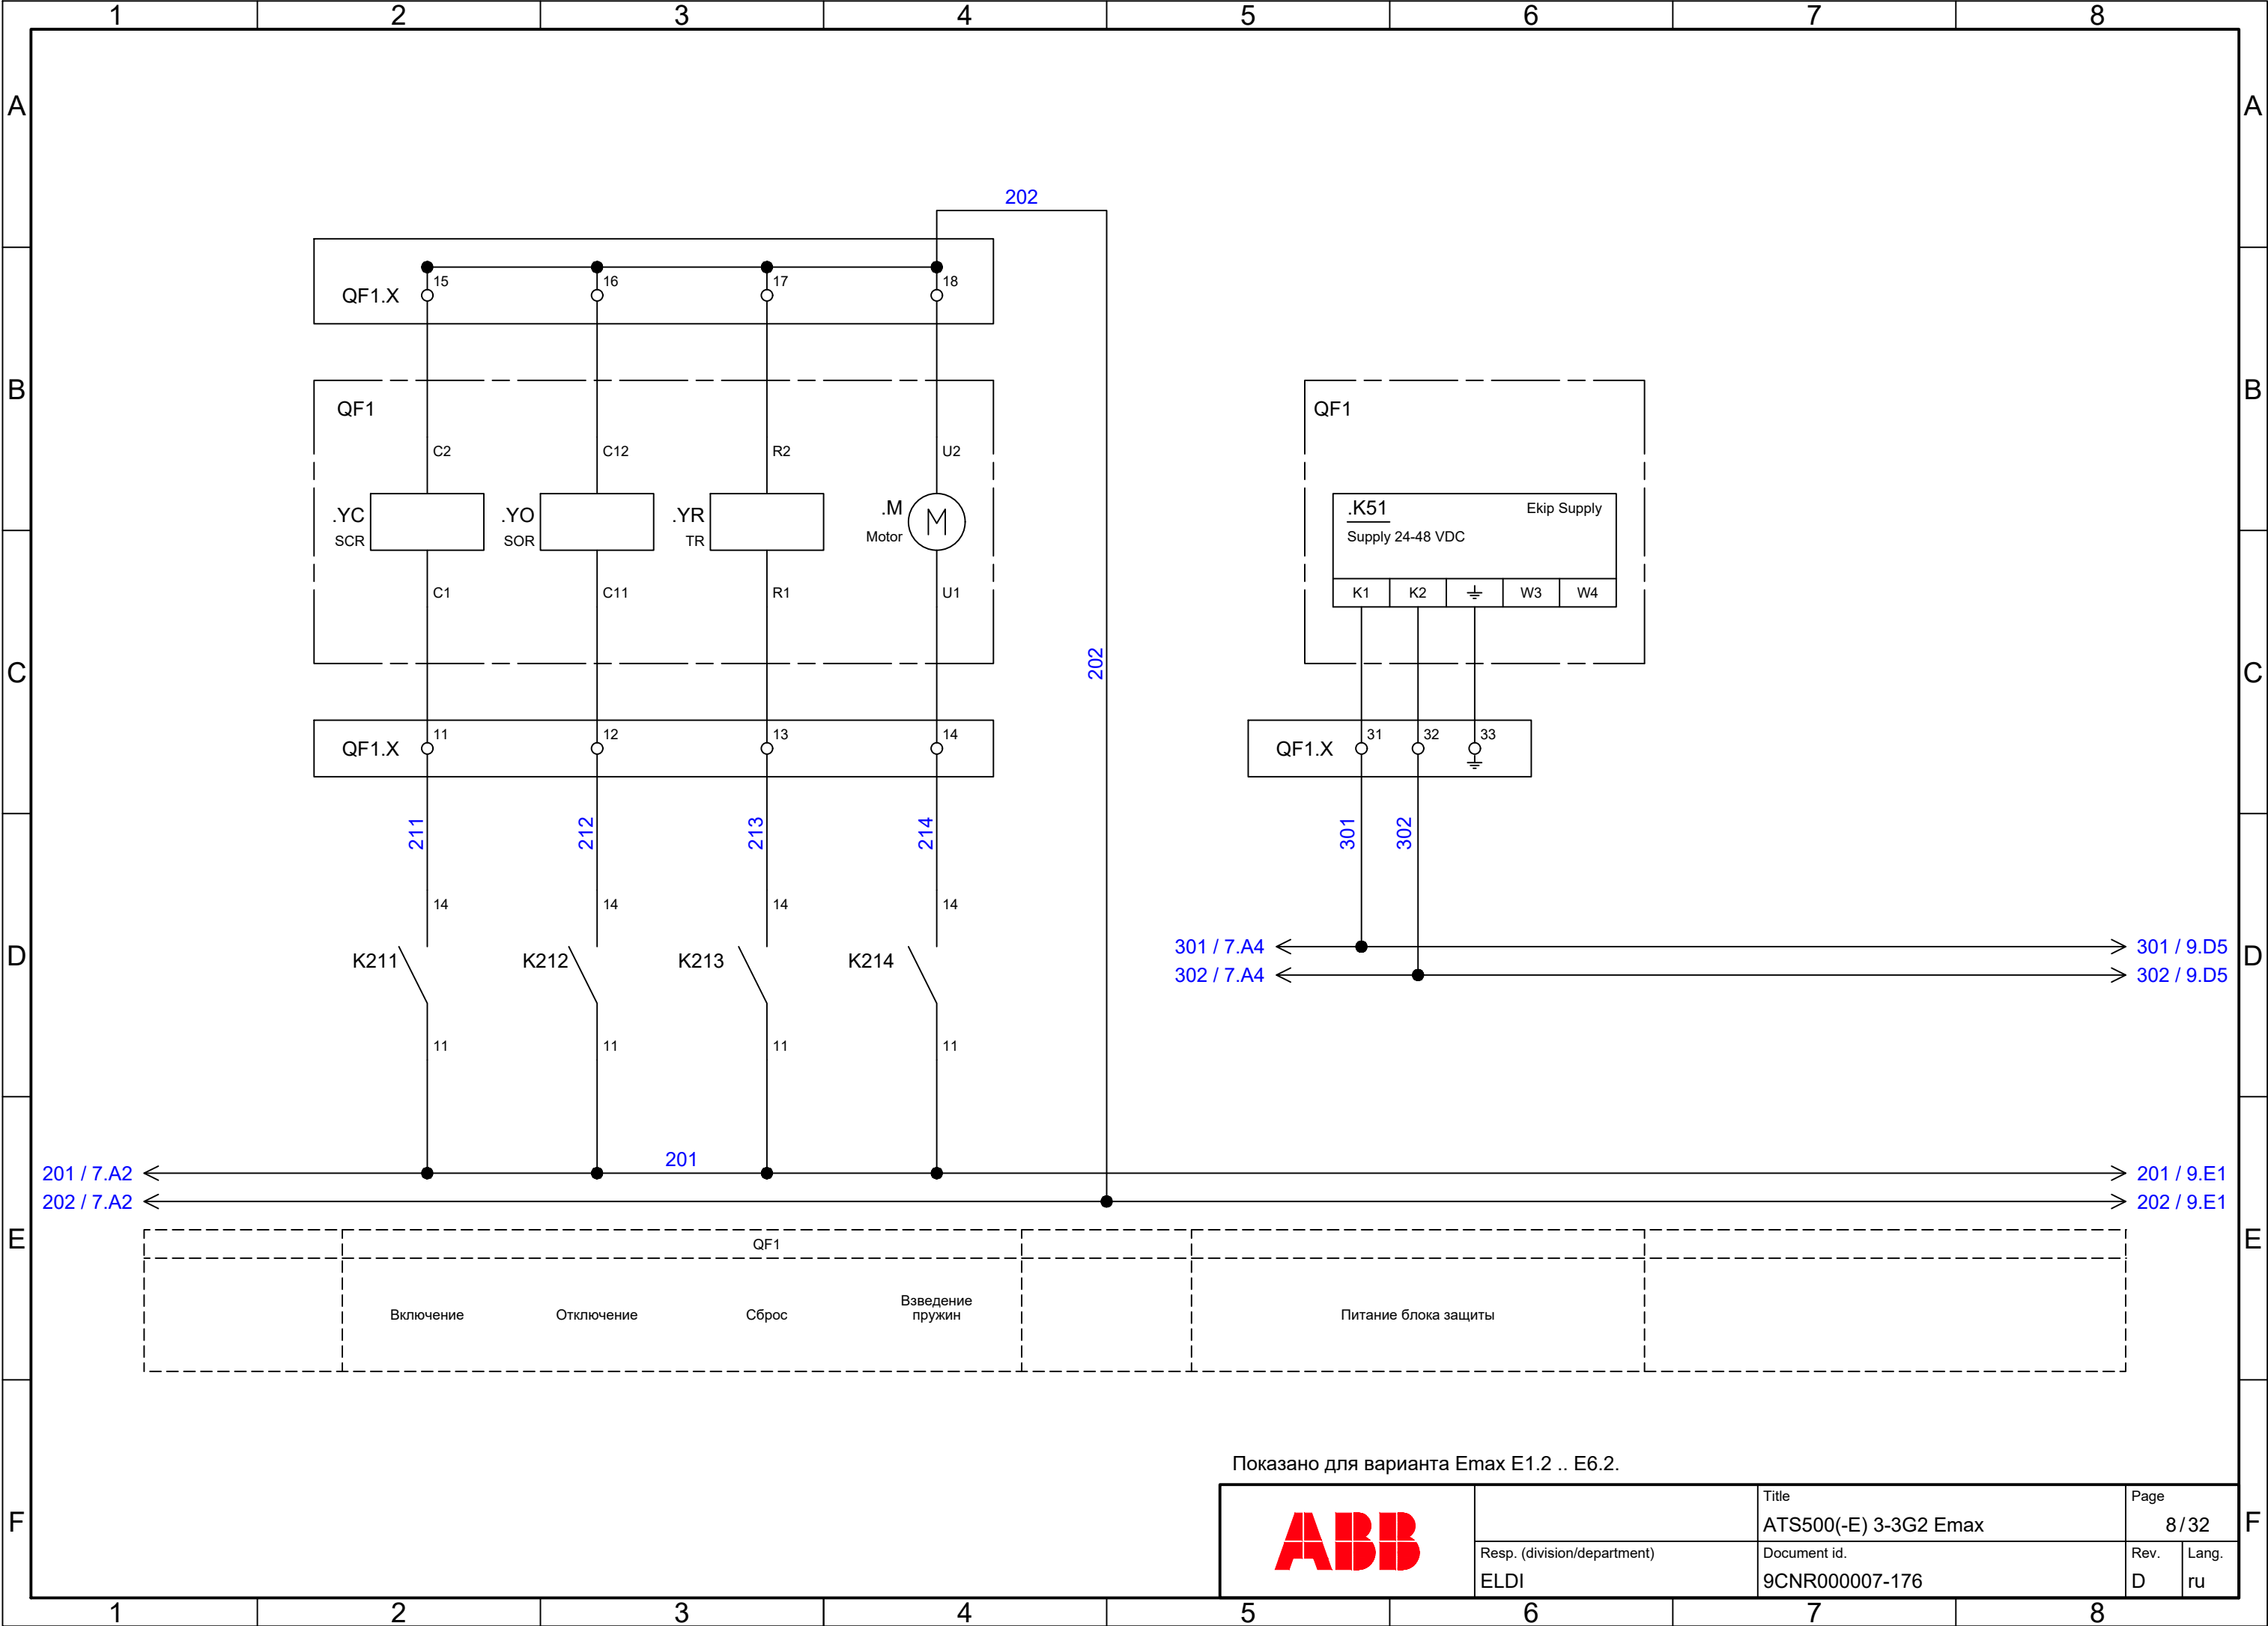 1 2 3 4 5 6 7 8
A A
202
15 16 17 18
QF1.X
B B
QF1 QF1
C2 C12 R2 U2
.YC .YO .YR .M M
SCR SOR TR Motor
.K51 Ekip Supply
Supply 24-48 VDC
C1 C11 R1 U1
K1 K2 W3 W4
202
C C
11 12 13 14
QF1.X
31 32 33
QF1.X
211 212 213 214
301 302
14 14 14 14
K211 K212 K213 K214
D D
301 / 7.A4 301 / 9.D5
302 / 7.A4 302 / 9.D5
11 11 11 11
201
201 / 7.A2 201 / 9.E1
202 / 7.A2 202 / 9.E1
E E
QF1
Включение Отключение Сброс Взведение
пружин
Питание блока защиты
Показано для варианта Emax E1.2 .. E6.2.
F F
ABB
Title
ATS500(-E) 3-3G2 Emax
Page
8/32
Resp. (division/department)
ELDI
Document id.
9CNR000007-176
Rev.
D
Lang.
ru
1 2 3 4 5 6 7 8